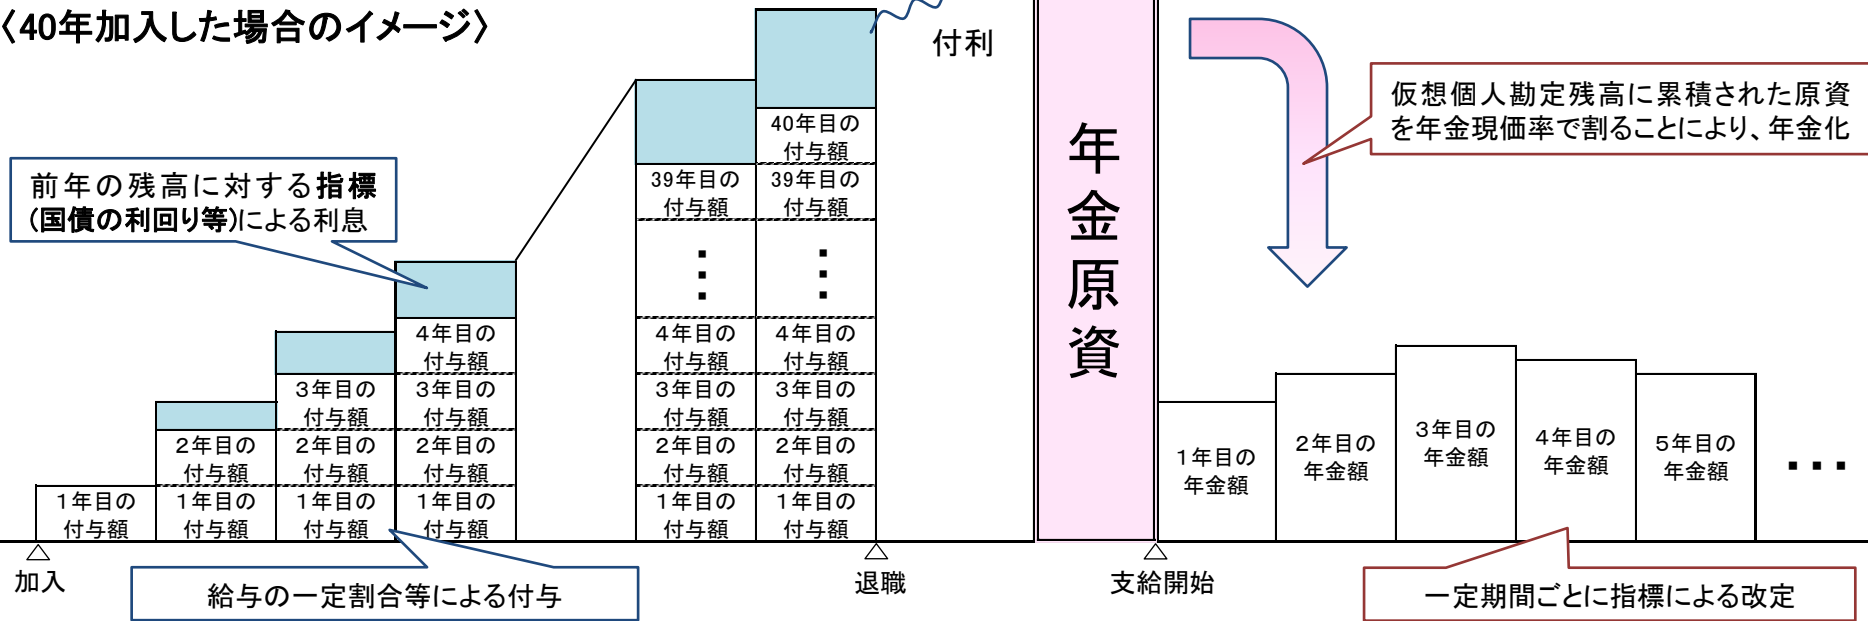 〈40年加入した場合のイメージ〉
付利
仮想個人勘定残高に累積された原資
を年金現価率で割ることにより、年金化
前年の残高に対する指標
(国債の利回り等)による利息
40年目の
付与額
39年目の
付与額
39年目の
付与額
⋮
⋮
4年目の
付与額
4年目の
付与額
4年目の
付与額
3年目の
付与額
3年目の
付与額
3年目の
付与額
3年目の
付与額
2年目の
付与額
2年目の
付与額
2年目の
付与額
2年目の
付与額
2年目の
付与額
1年目の
付与額
1年目の
付与額
1年目の
付与額
1年目の
付与額
1年目の
付与額
1年目の
付与額
年金原資
1年目の
年金額
2年目の
年金額
3年目の
年金額
4年目の
年金額
5年目の
年金額
…
加入
退職
支給開始
給与の一定割合等による付与
一定期間ごとに指標による改定